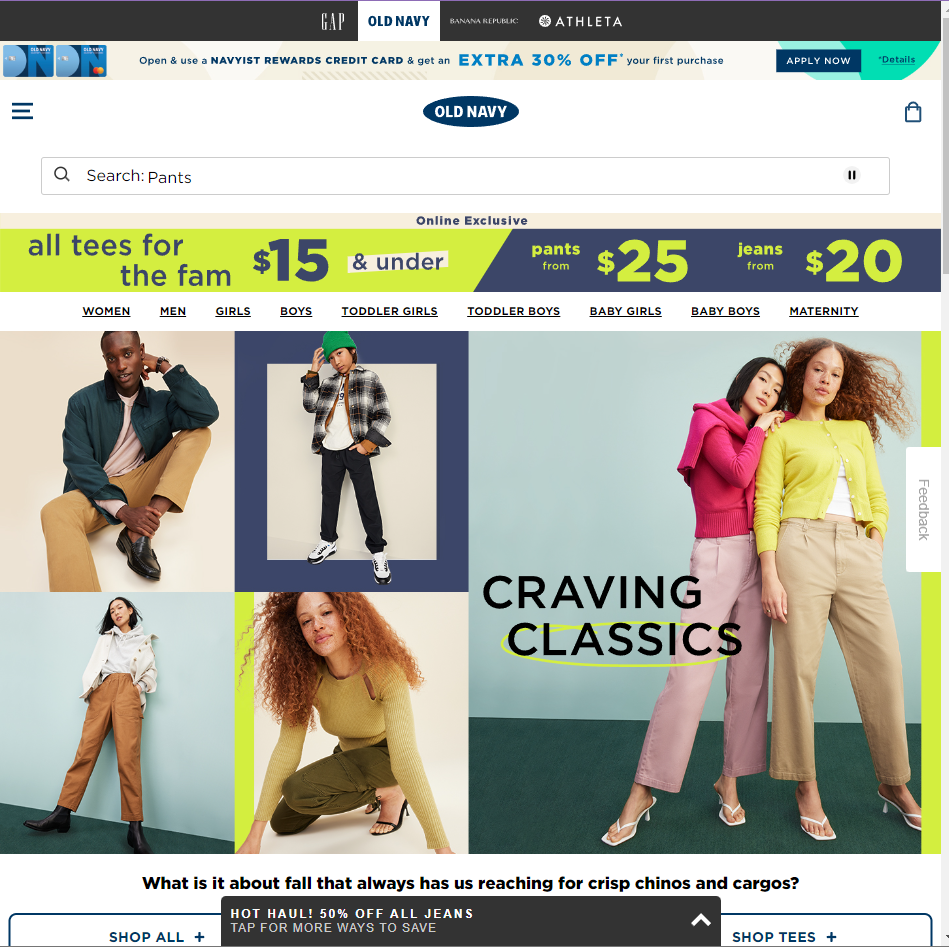 GAP
OLD NAVY
BANANA REPUBLIC
ATHLETA
Open & use a NAVYIST REWARDS CREDIT CARD & get an EXTRA 30% OFF* your first purchase
APPLY NOW
*Details
OLD NAVY
Search: Pants
Online Exclusive
all tees for
the fam
$15
& under
pants
from
$25
jeans
from
$20
WOMEN
MEN
GIRLS
BOYS
TODDLER GIRLS
TODDLER BOYS
BABY GIRLS
BABY BOYS
MATERNITY
Feedback
CRAVING
CLASSICS
What is it about fall that always has us reaching for crisp chinos and cargos?
HOT HAUL! 50% OFF ALL JEANS
TAP FOR MORE WAYS TO SAVE
SHOP ALL +
SHOP TEES +